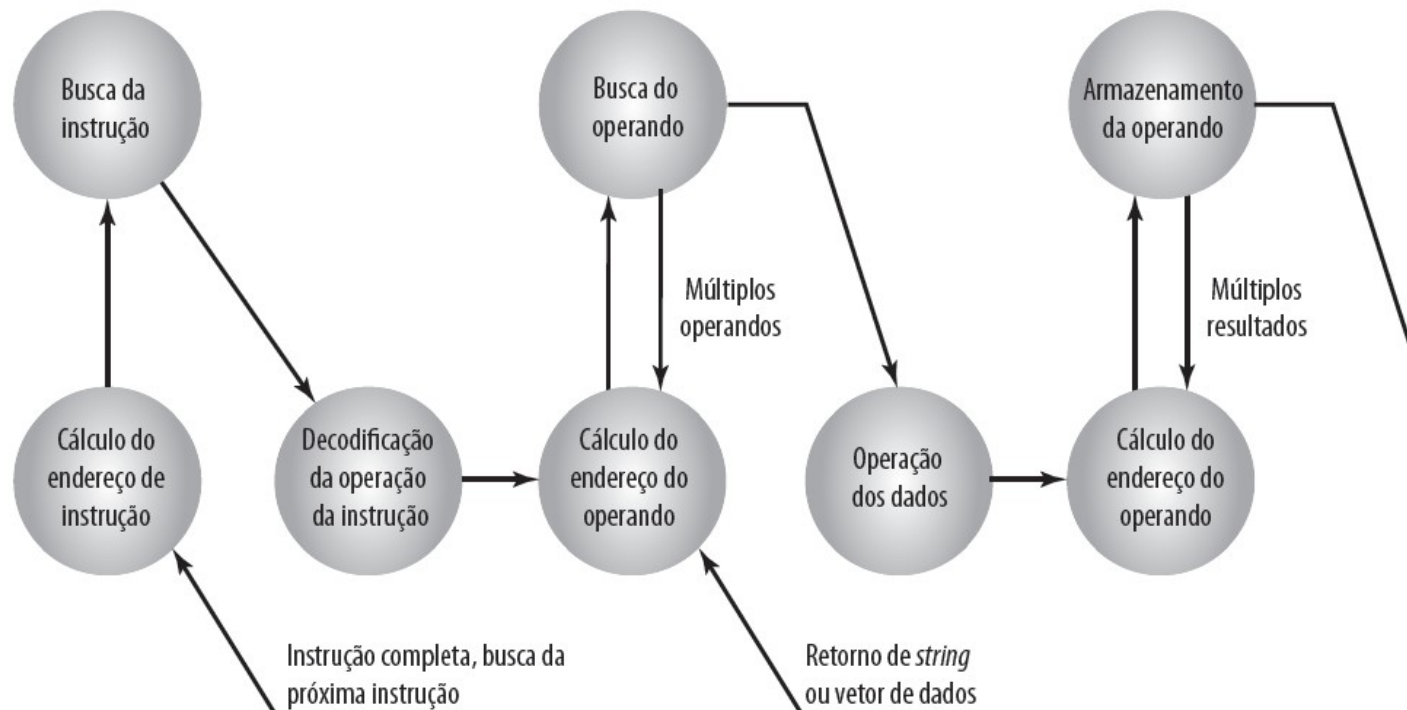 Busca da
instrução
Busca do
operando
Armazenamento
da operando
Múltiplos
operandos
Múltiplos
resultados
Cálculo do
endereço de
instrução
Decodificação
da operação
da instrução
Cálculo do
endereço do
operando
Operação
dos dados
Cálculo do
endereço do
operando
Instrução completa, busca da
próxima instrução
Retorno de string
ou vetor de dados